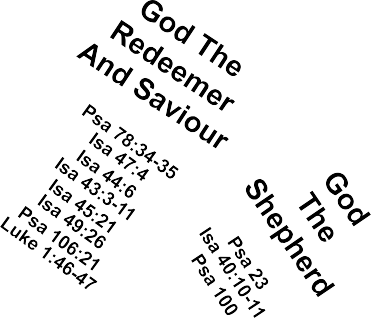 God The
Redeemer
And Saviour
Psa 78:34-35
Isa 47:4
Isa 44:6
Isa 43:3-11
Isa 45:21
Isa 49:26
Psa 106:21
Luke 1:46-47
God
The
Shepherd
Psa 23
Isa 40:10-11
Psa 100